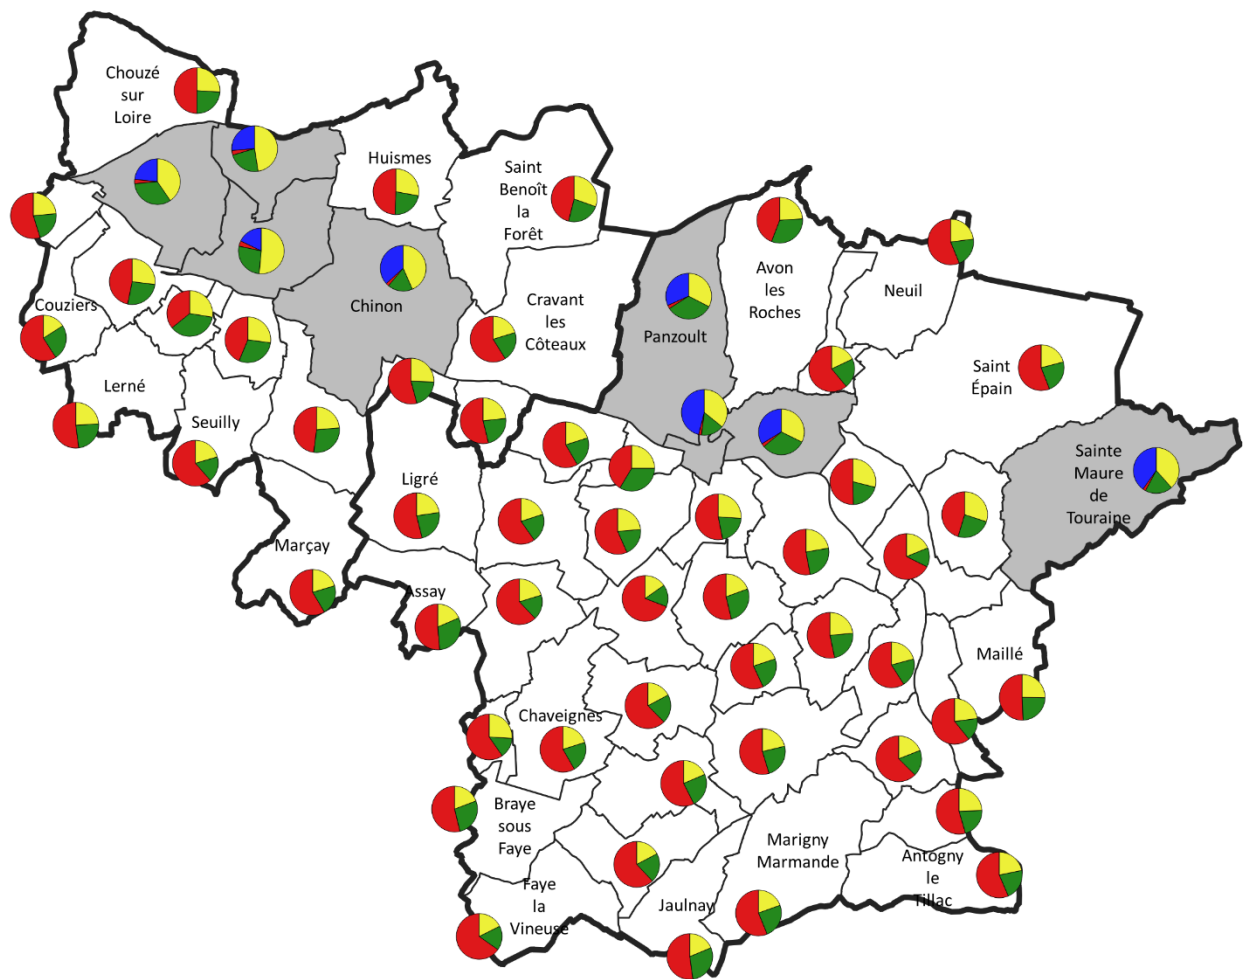 Chouzé
sur
Loire
Huismes
Saint
Benoît
la
Forêt
Avon
les
Roches
Neuil
Couziers
Chinon
Cravant
les
Côteaux
Panzoult
Saint
Épain
Lerné
Seuilly
Ligré
Sainte
Maure
de
Touraine
Marçay
Assay
Maillé
Chaveignes
Braye
sous
Faye
Marigny
Marmande
Antogny
le
Tillac
Faye
la
Vineuse
Jaulnay